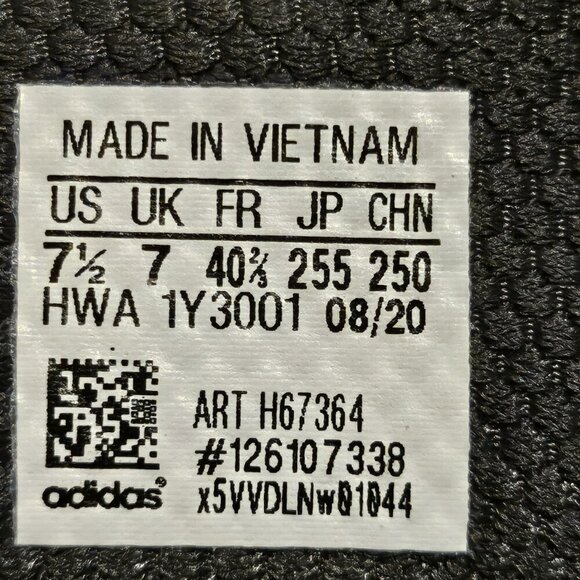 MADE IN VIETNAM
US UK FR JP CHN
7½ 7 40⅔ 255 250
HWA 1Y3001 08/20
ART H67364
#126107338
adidas® x5VVDLNw01044